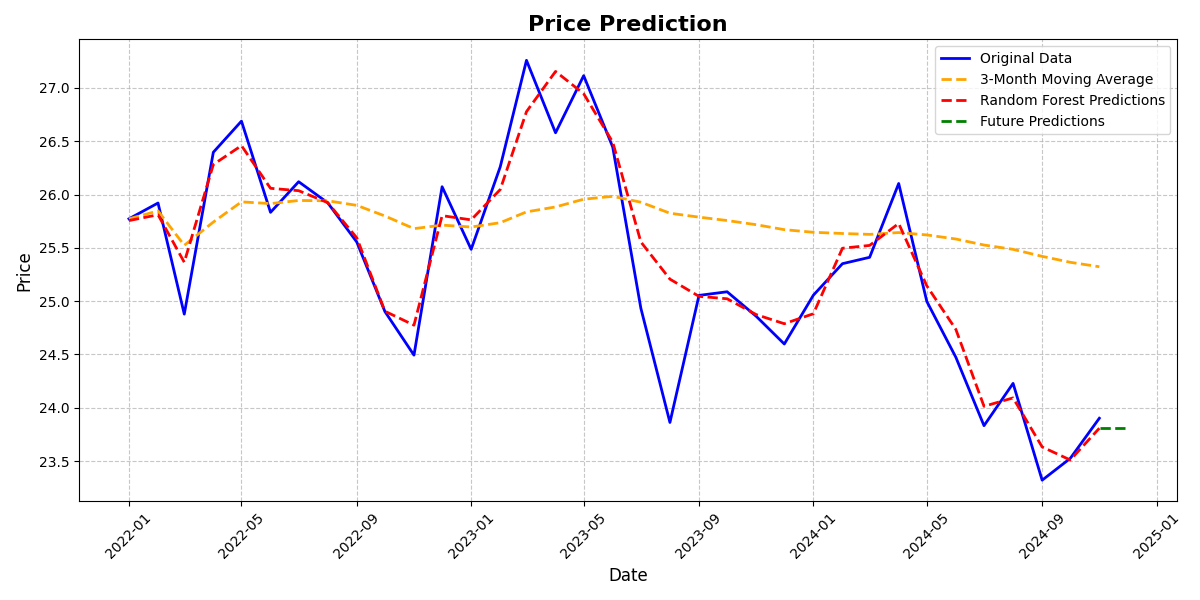 Price Prediction
Original Data
3-Month Moving Average
Random Forest Predictions
Future Predictions
Price
27.0
26.5
26.0
25.5
25.0
24.5
24.0
23.5
2022-01
2022-05
2022-09
2023-01
2023-05
2023-09
2024-01
2024-05
2024-09
2025-01
Date